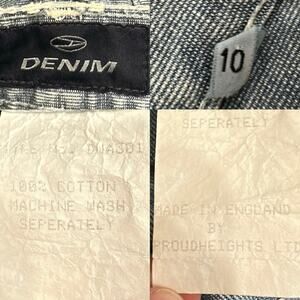 DENIM
10
100% COTTON
MACHINE WASH
SEPERATELY
SEPERATELY
MADE IN ENGLAND
BY
PROUDHEIGHTS LTD